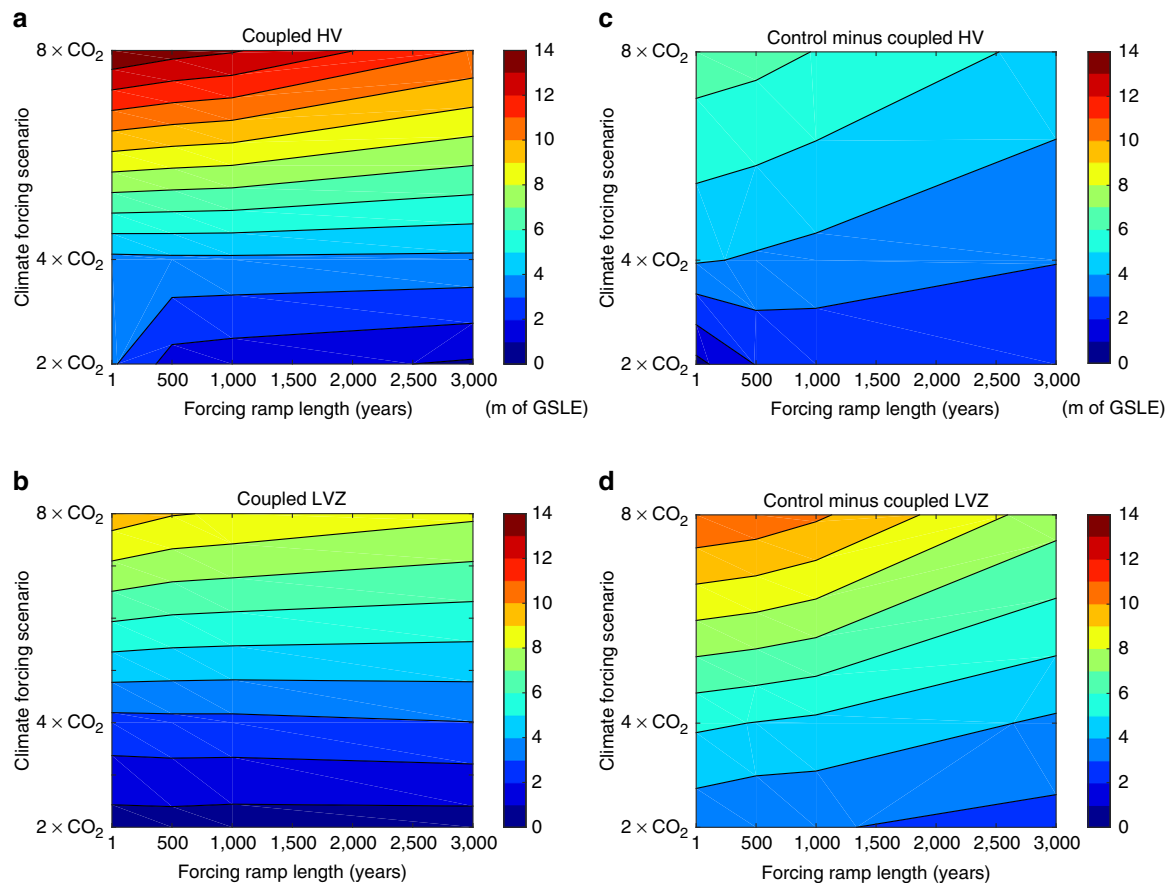 a
Coupled HV
8 × CO2
4 × CO2
2 × CO2
Climate forcing scenario
1 500 1,000 1,500 2,000 2,500 3,000
Forcing ramp length (years)
14
12
10
8
6
4
2
0
(m of GSLE)
c
Control minus coupled HV
8 × CO2
4 × CO2
2 × CO2
Climate forcing scenario
1 500 1,000 1,500 2,000 2,500 3,000
Forcing ramp length (years)
14
12
10
8
6
4
2
0
(m of GSLE)
b
Coupled LVZ
8 × CO2
4 × CO2
2 × CO2
Climate forcing scenario
1 500 1,000 1,500 2,000 2,500 3,000
Forcing ramp length (years)
14
12
10
8
6
4
2
0
d
Control minus coupled LVZ
8 × CO2
4 × CO2
2 × CO2
Climate forcing scenario
1 500 1,000 1,500 2,000 2,500 3,000
Forcing ramp length (years)
14
12
10
8
6
4
2
0